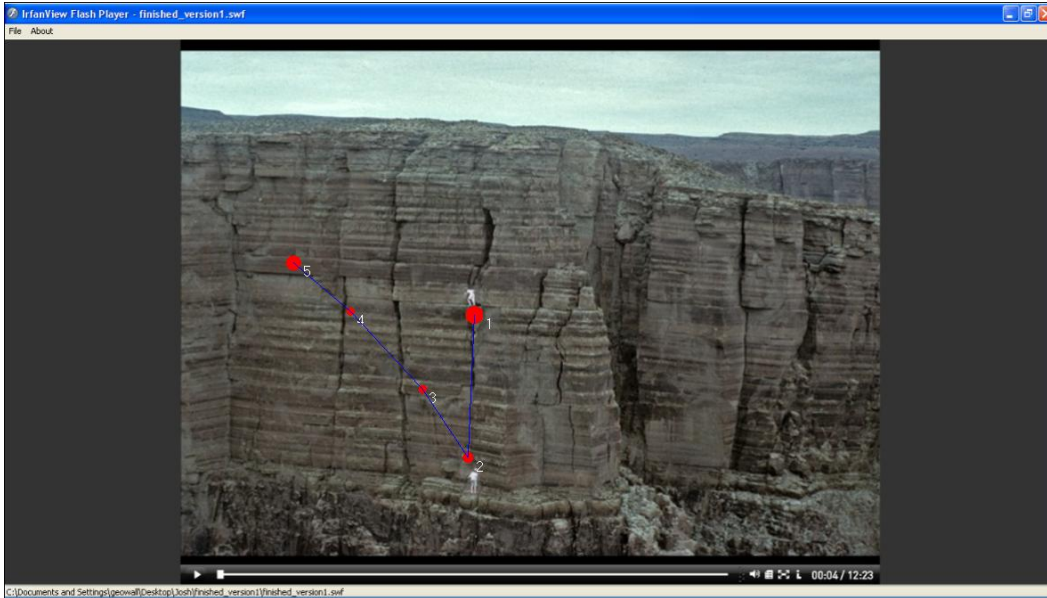 IrfanView Flash Player - finished_version1.swf
File About
5
4
1
3
2
00:04 / 12:23
C:\Documents and Settings\geowall\Desktop\Josh\finished_version1\finished_version1.swf